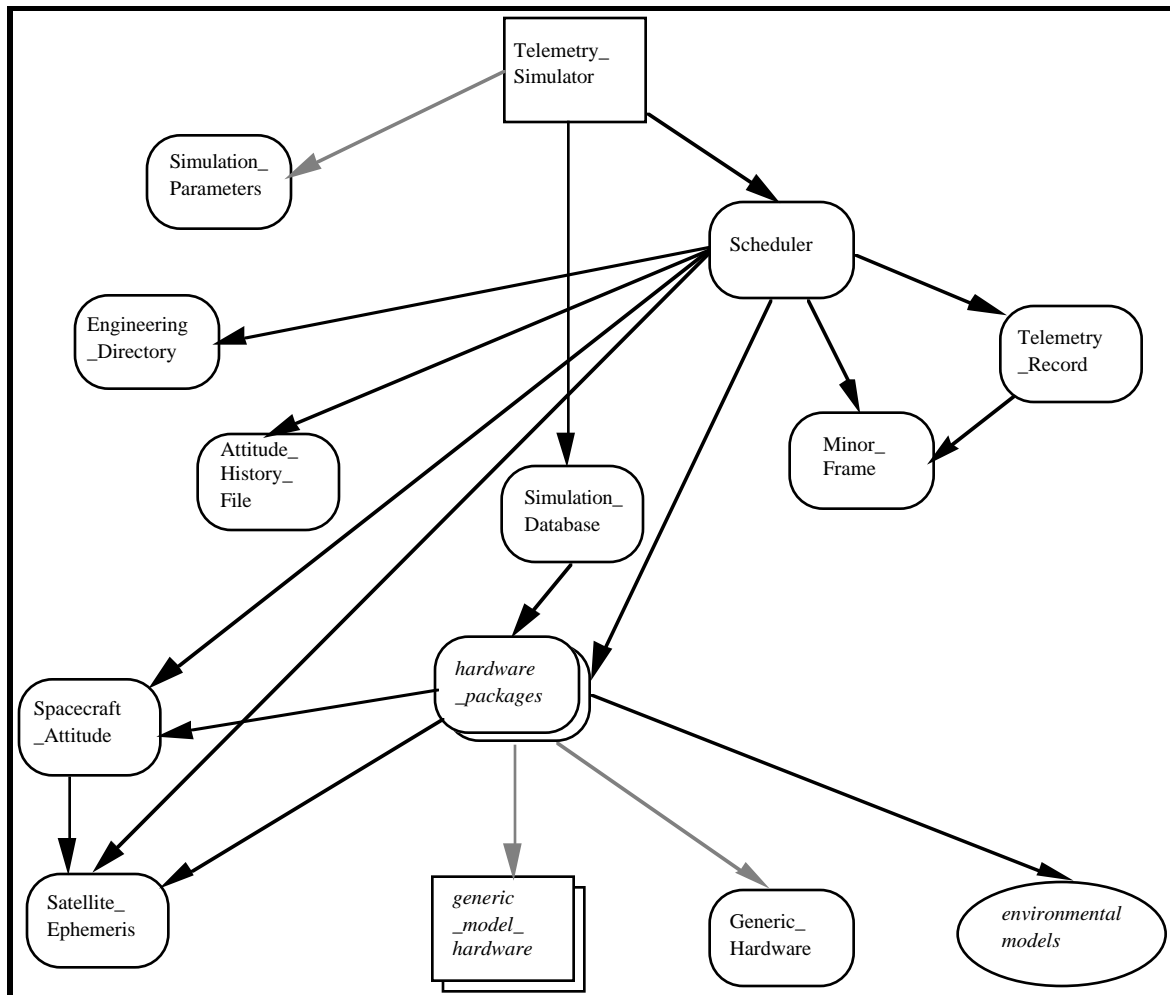 Telemetry_
Simulator
Simulation_
Parameters
Scheduler
Engineering
_Directory
Telemetry
_Record
Attitude_
History_
File
Minor_
Frame
Simulation_
Database
hardware
_packages
Spacecraft
_Attitude
Satellite_
Ephemeris
generic
_model_
hardware
Generic_
Hardware
environmental
models